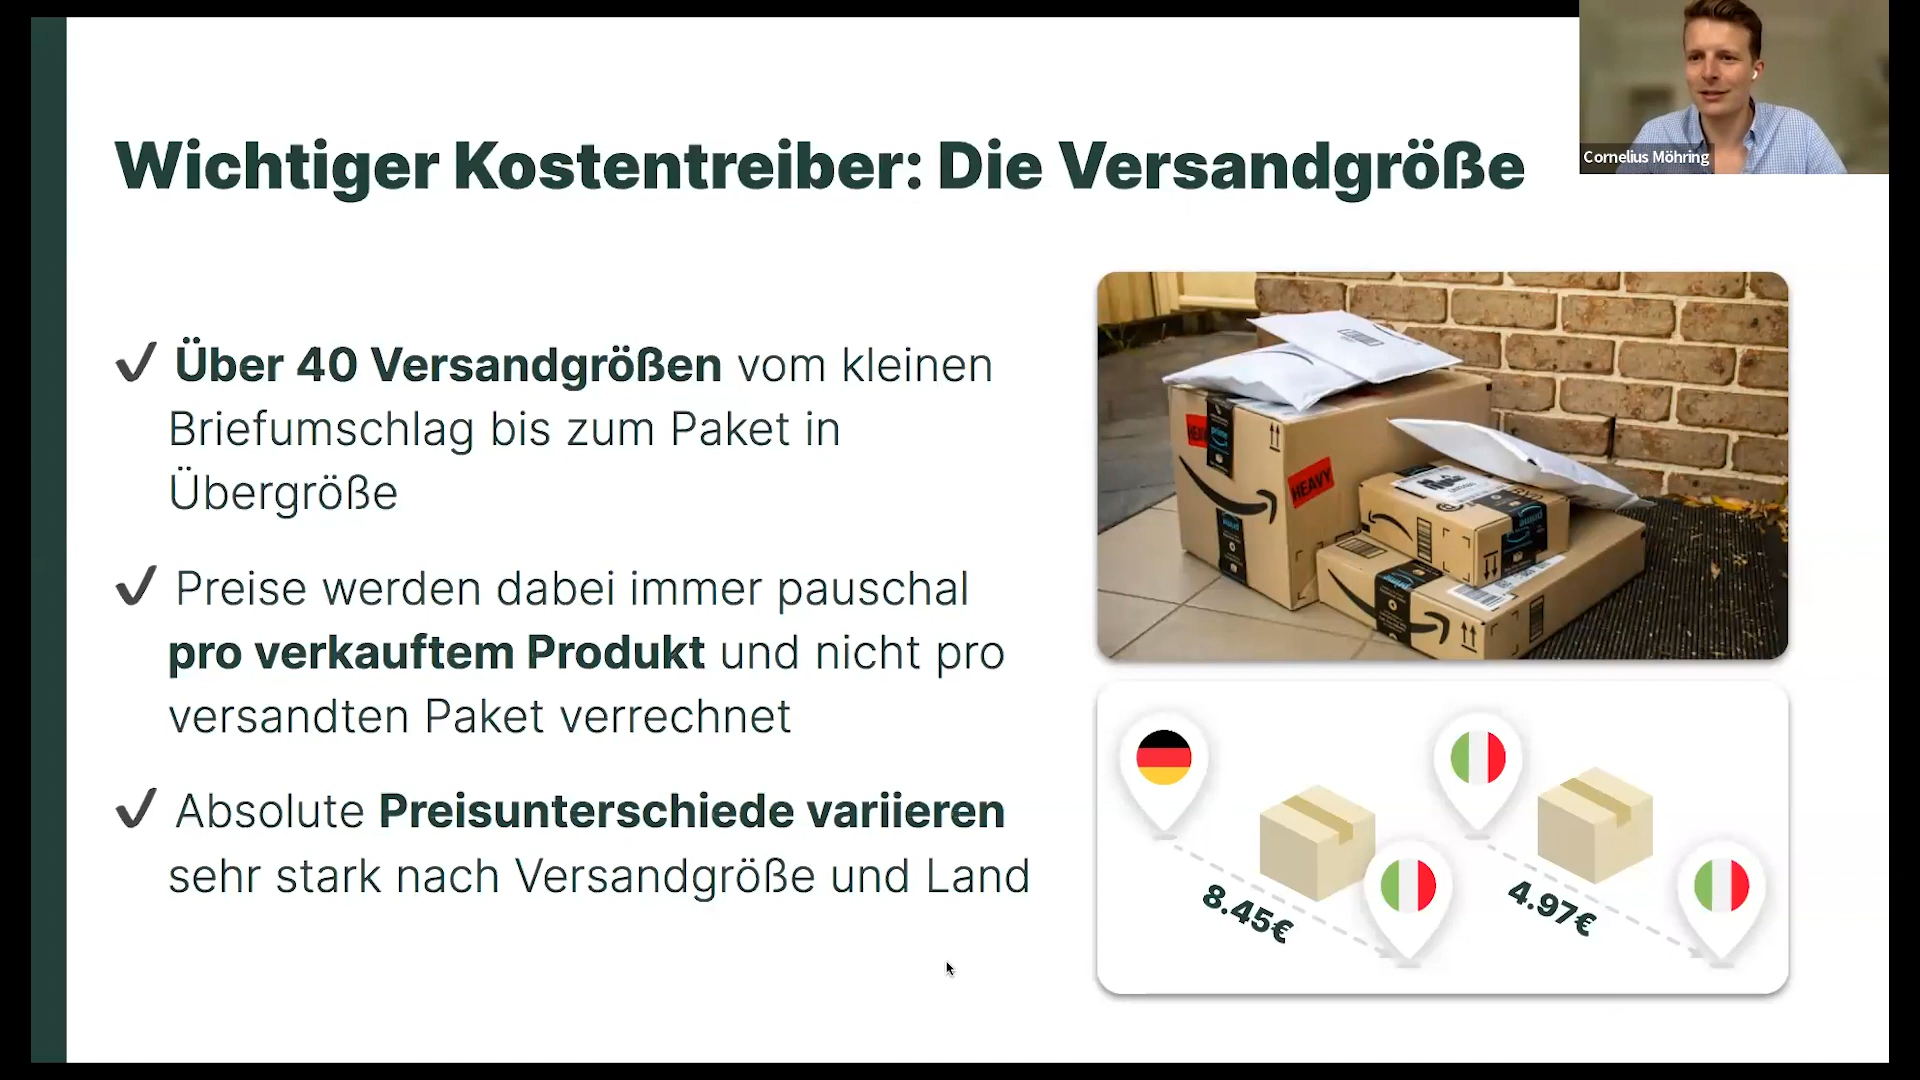 Cornelius Möhring
Wichtiger Kostentreiber: Die Versandgröße
✔ Über 40 Versandgrößen vom kleinen
Briefumschlag bis zum Paket in
Übergröße
✔ Preise werden dabei immer pauschal
pro verkauftem Produkt und nicht pro
versandten Paket verrechnet
✔ Absolute Preisunterschiede variieren
sehr stark nach Versandgröße und Land
HEAVY
prime
8.45€
4.97€